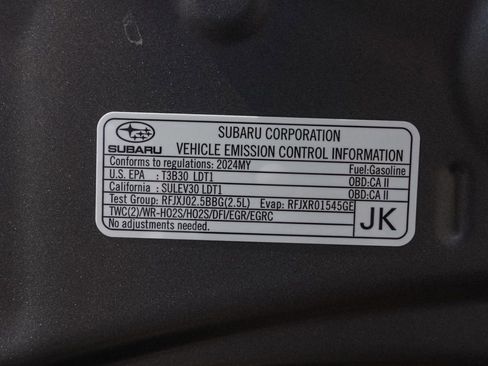 SUBARU CORPORATION
SUBARU VEHICLE EMISSION CONTROL INFORMATION
Conforms to regulations: 2024MY Fuel:Gasoline
U.S. EPA : T3B30 LDT1 OBD:CA II
California : SULEV30 LDT1 OBD:CA II
Test Group: RFJXJ02.5BBG(2.5L) Evap: RFJXR01545GE
TWC(2)/WR-HO2S/HO2S/DFI/EGR/EGRC
No adjustments needed.
JK